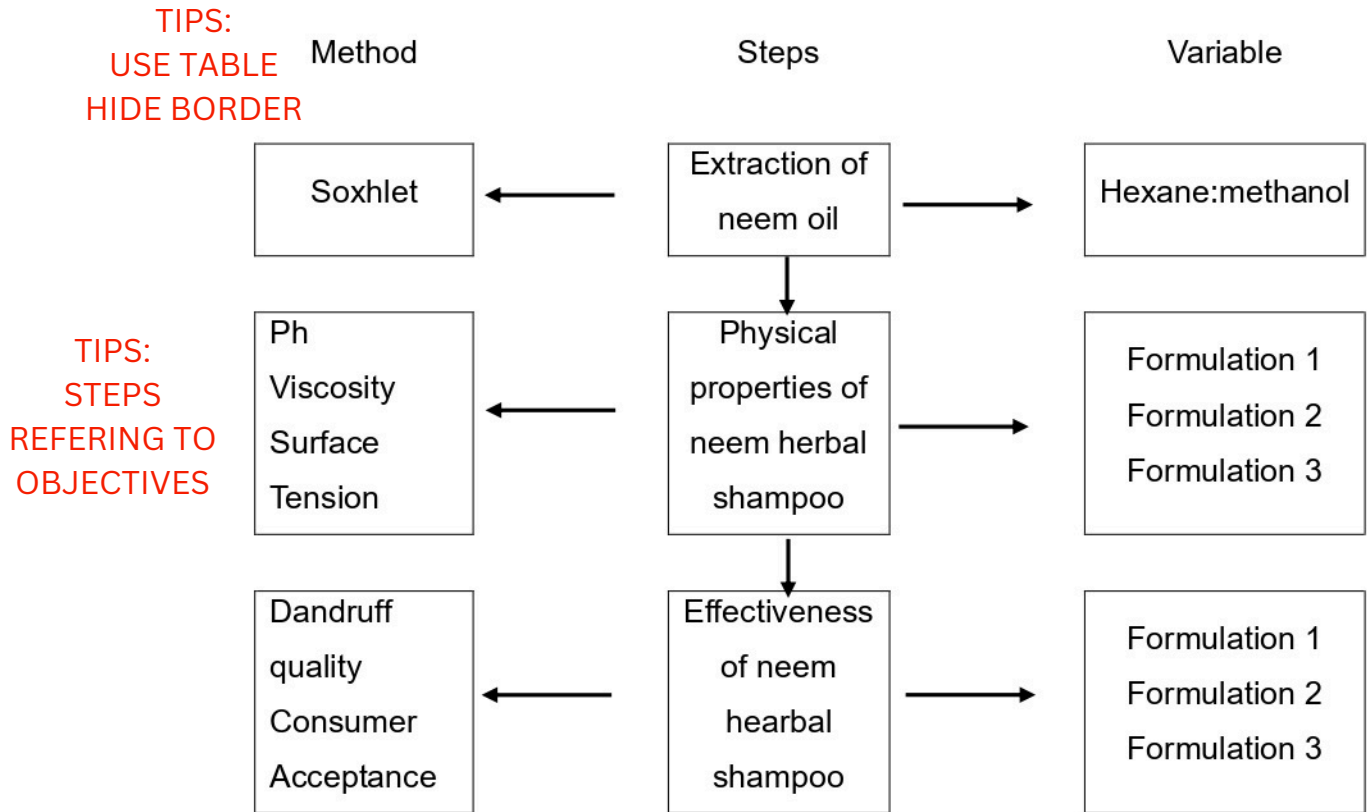 TIPS:
USE TABLE
HIDE BORDER
Method
Steps
Variable
Soxhlet
Extraction of
neem oil
Hexane:methanol
TIPS:
STEPS
REFERING TO
OBJECTIVES
Ph
Viscosity
Surface
Tension
Physical
properties of
neem herbal
shampoo
Formulation 1
Formulation 2
Formulation 3
Dandruff
quality
Consumer
Acceptance
Effectiveness
of neem
hearbal
shampoo
Formulation 1
Formulation 2
Formulation 3